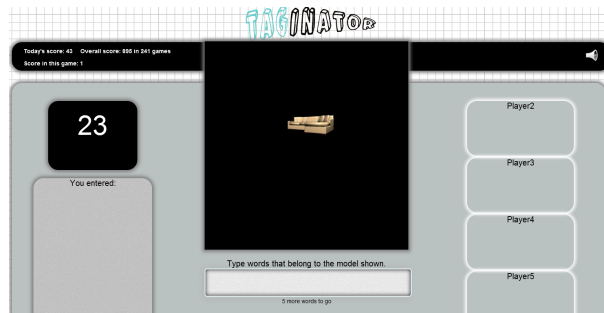 TAGINATOR
Today's score: 43 Overall score: 895 in 241 games
Score in this game: 1
23
You entered:
Type words that belong to the model shown.
5 more words to go
Player2
Player3
Player4
Player5